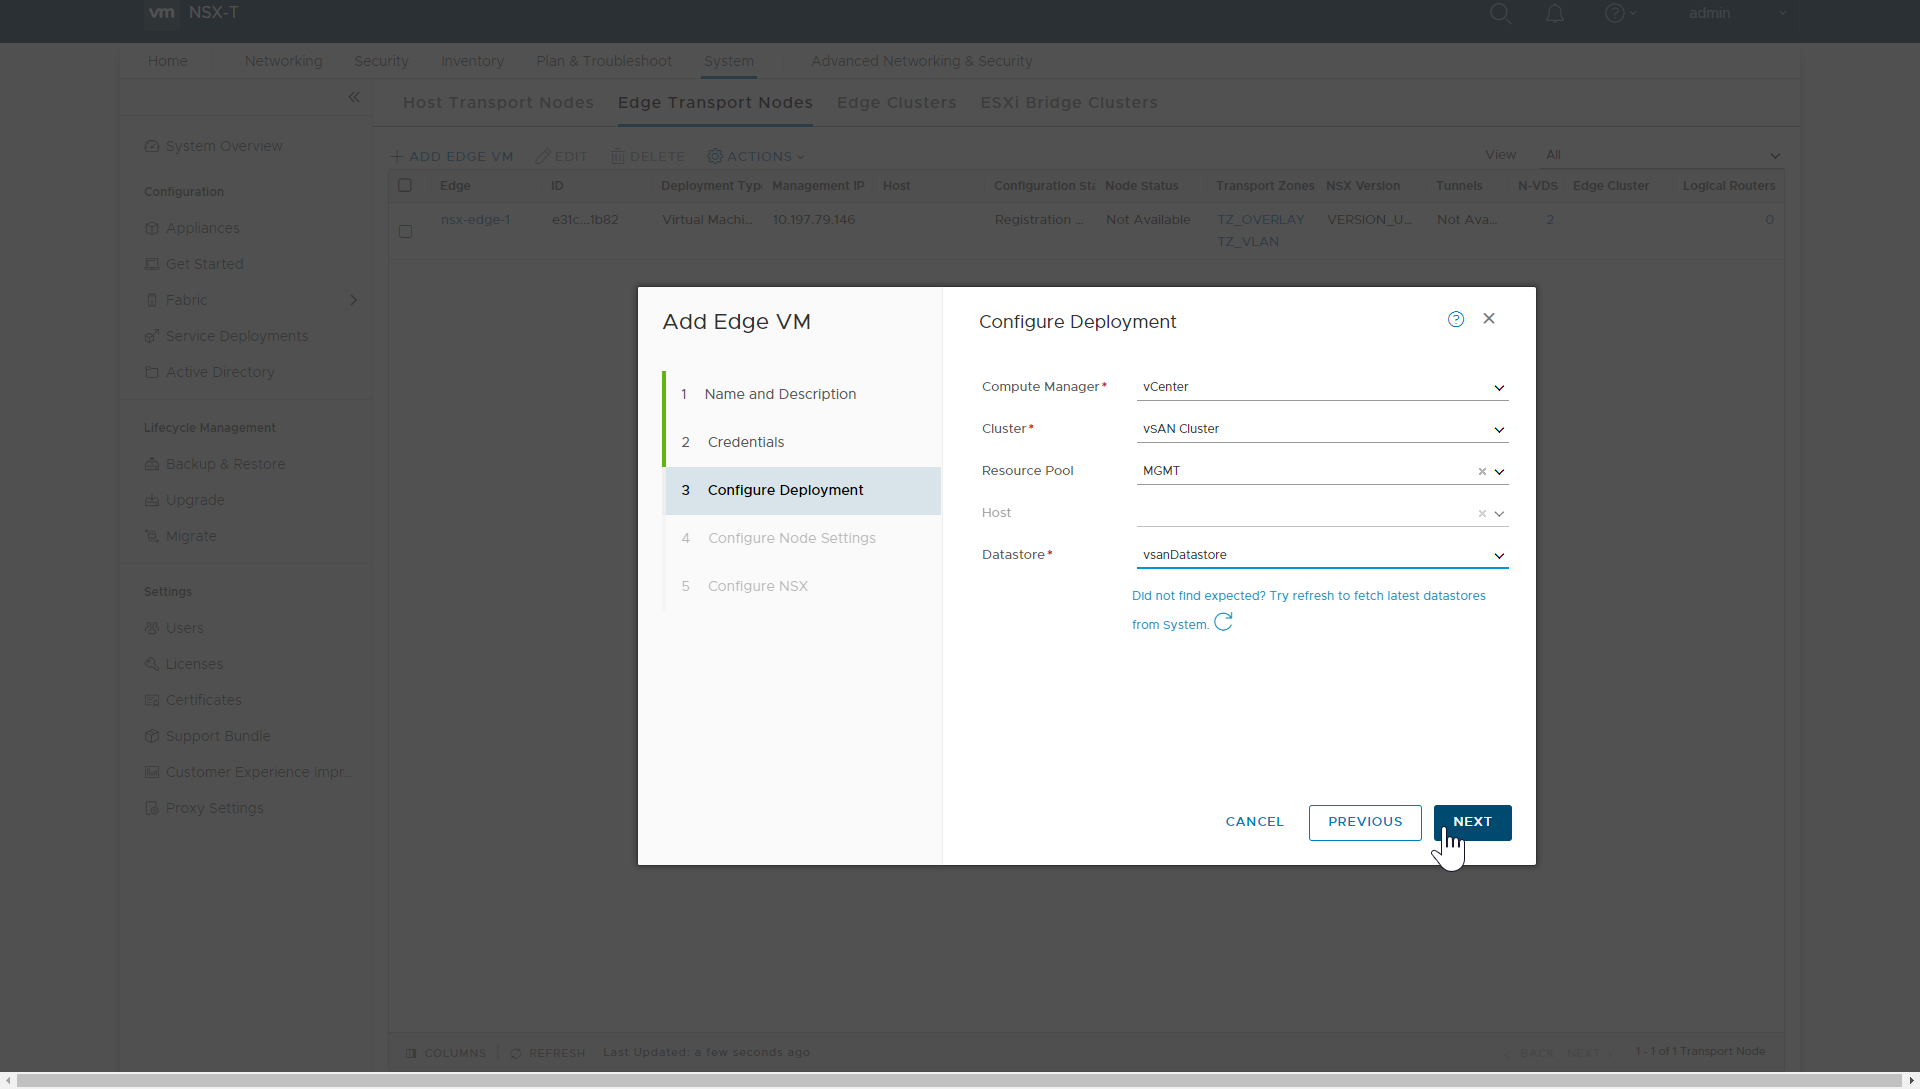 vm NSX-T admin
Home Networking Security Inventory Plan & Troubleshoot System Advanced Networking & Security
Host Transport Nodes Edge Transport Nodes Edge Clusters ESXi Bridge Clusters
System Overview
Configuration
Appliances
Get Started
Fabric
Service Deployments
Active Directory
Lifecycle Management
Backup & Restore
Upgrade
Migrate
Settings
Users
Licenses
Certificates
Support Bundle
Customer Experience Impr...
Proxy Settings
+ ADD EDGE VM EDIT DELETE ACTIONS View All
Edge ID Deployment Typ Management IP Host Configuration Sta Node Status Transport Zones NSX Version Tunnels N-VDS Edge Cluster Logical Routers
nsx-edge-1 e31c...1b82 Virtual Machi... 10.197.79.146 Registration ... Not Available TZ_OVERLAY VERSION_U... Not Ava... 2 0
TZ_VLAN
Add Edge VM
1 Name and Description
2 Credentials
3 Configure Deployment
4 Configure Node Settings
5 Configure NSX
Configure Deployment
Compute Manager* vCenter
Cluster* vSAN Cluster
Resource Pool MGMT
Host
Datastore* vsanDatastore
Did not find expected? Try refresh to fetch latest datastores
from System.
CANCEL PREVIOUS NEXT
COLUMNS REFRESH Last Updated: a few seconds ago BACK NEXT 1 - 1 of 1 Transport Node